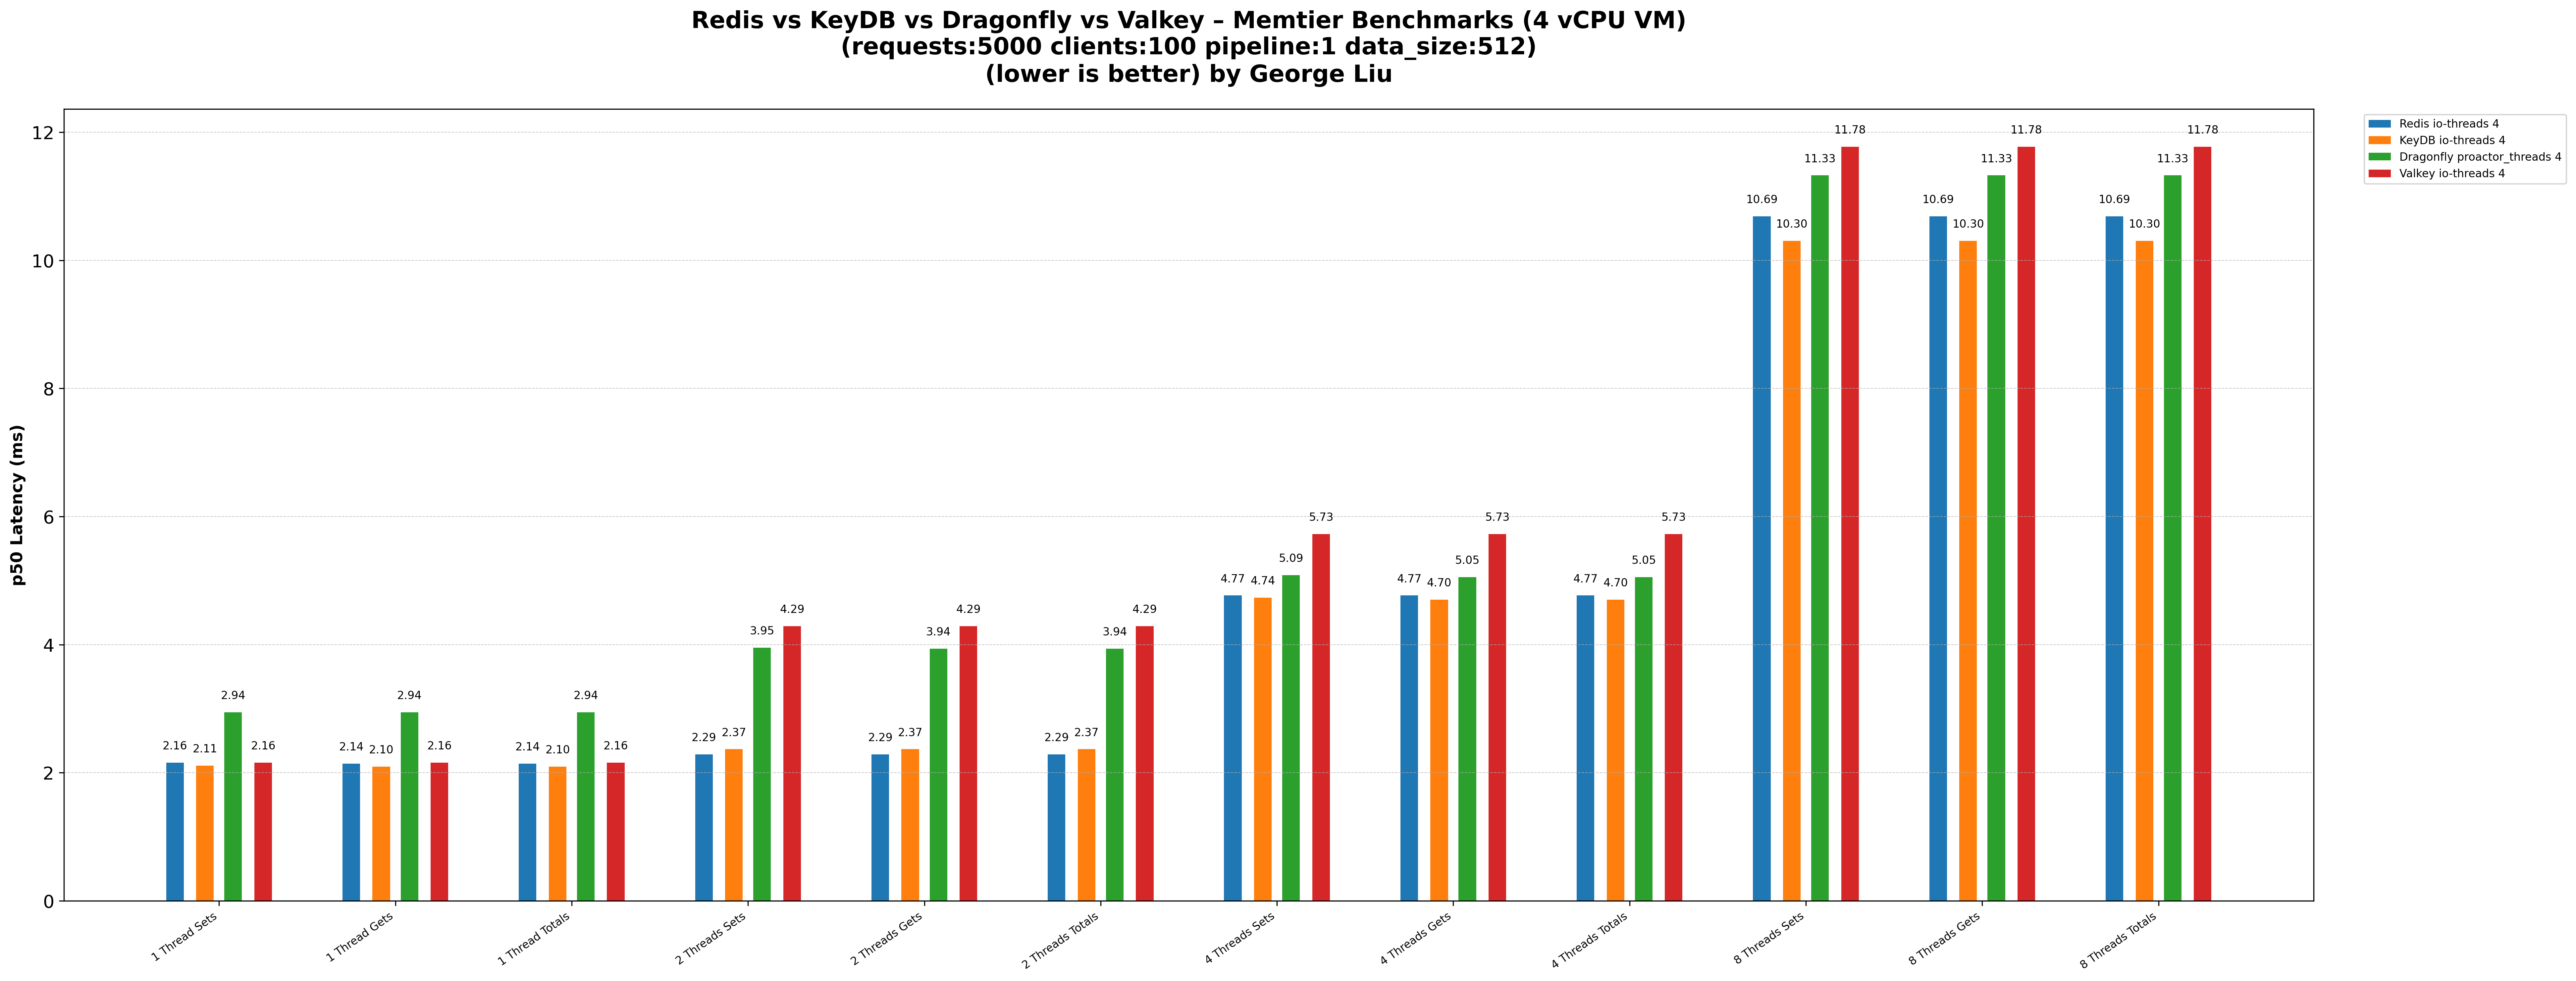 Redis vs KeyDB vs Dragonfly vs Valkey – Memtier Benchmarks (4 vCPU VM)
(requests:5000 clients:100 pipeline:1 data_size:512)
(lower is better) by George Liu
Redis io-threads 4
KeyDB io-threads 4
Dragonfly proactor_threads 4
Valkey io-threads 4
p50 Latency (ms)
12
10
8
6
4
2
0
2.16 2.11 2.94 2.16
2.14 2.10 2.94 2.16
2.14 2.10 2.94 2.16
2.29 2.37 3.95 4.29
2.29 2.37 3.94 4.29
2.29 2.37 3.94 4.29
4.77 4.74 5.09 5.73
4.77 4.70 5.05 5.73
4.77 4.70 5.05 5.73
10.69 10.30 11.33 11.78
10.69 10.30 11.33 11.78
10.69 10.30 11.33 11.78
1 Thread Sets
1 Thread Gets
1 Thread Totals
2 Threads Sets
2 Threads Gets
2 Threads Totals
4 Threads Sets
4 Threads Gets
4 Threads Totals
8 Threads Sets
8 Threads Gets
8 Threads Totals